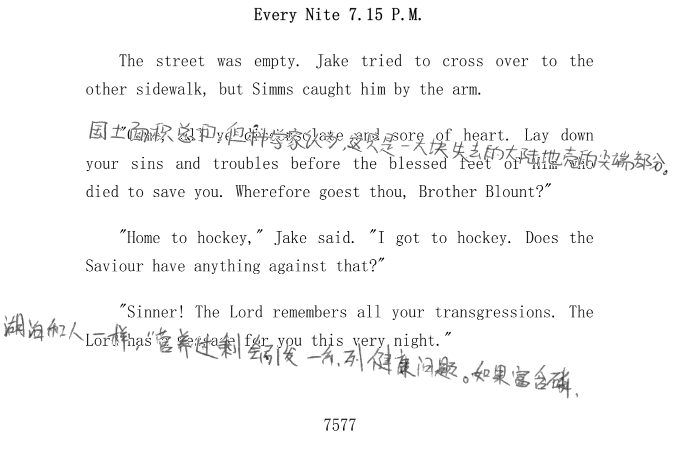 Every Nite 7.15 P.M.
The street was empty. Jake tried to cross over to the
other sidewalk, but Simms caught him by the arm.
ye and sore of heart. Lay down
国土面积总和,但科学家认为,这只是一大块失去的大陆地壳的尖端部分。
your sins and troubles before the blessed feet of Him who
died to save you. Wherefore goest thou, Brother Blount?"
"Home to hockey," Jake said. "I got to hockey. Does the
Saviour have anything against that?"
"Sinner! The Lord remembers all your transgressions. The
Lord has a message for you this very night."
湖泊和人一样,"营养过剩"会引发一系列健康问题。如果富含磷、
7577